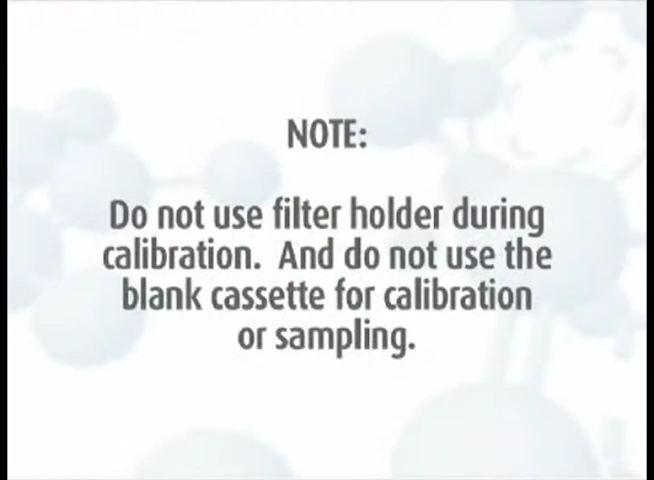 NOTE:
Do not use filter holder during
calibration.  And do not use the
blank cassette for calibration
or sampling.